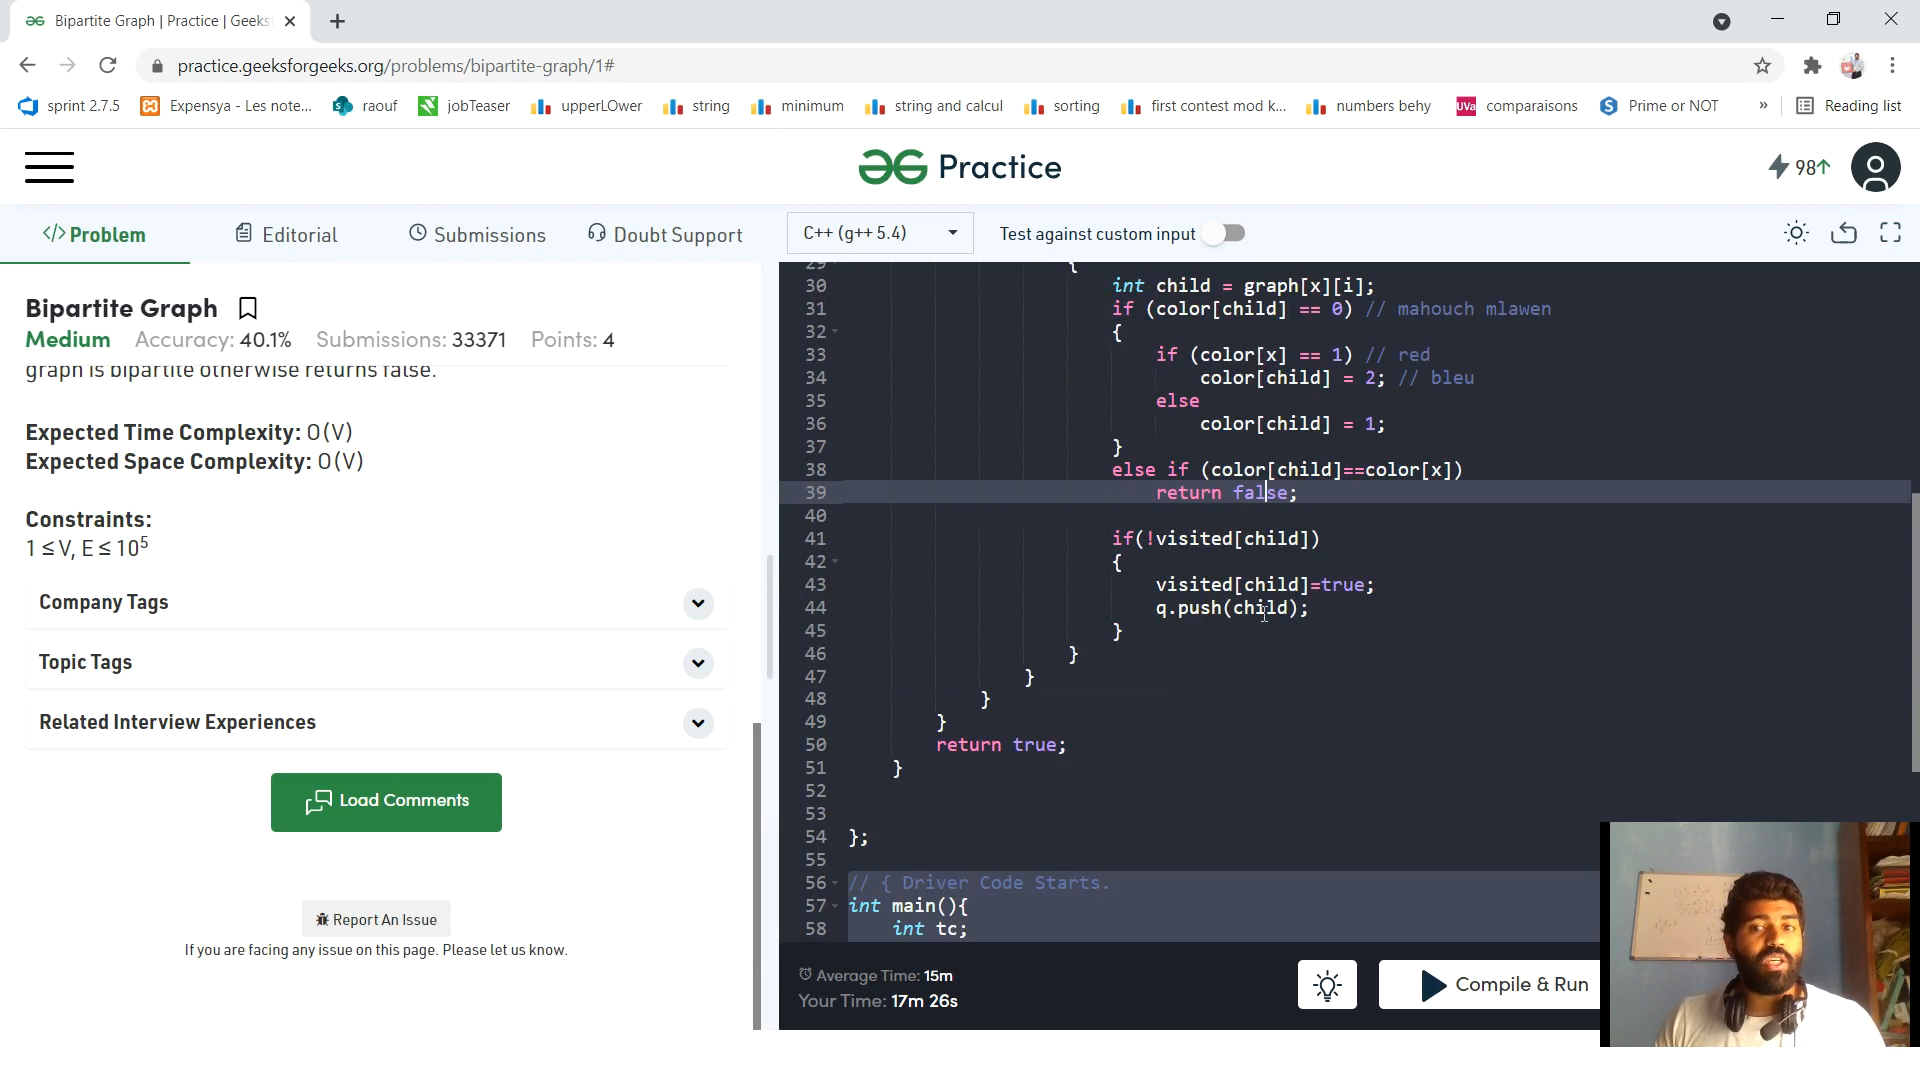 Bipartite Graph | Practice | Geeks
practice.geeksforgeeks.org/problems/bipartite-graph/1#
sprint 2.7.5
Expensya - Les note...
raouf
jobTeaser
upperLOwer
string
minimum
string and calcul
sorting
first contest mod k...
numbers behy
comparaisons
Prime or NOT
»
Reading list
Practice
98
</> Problem
Editorial
Submissions
Doubt Support
C++ (g++ 5.4)
Test against custom input
Bipartite Graph
Medium Accuracy: 40.1% Submissions: 33371 Points: 4
graph is bipartite otherwise returns false.
Expected Time Complexity: O(V)
Expected Space Complexity: O(V)
Constraints:
1 ≤ V, E ≤ 10⁵
Company Tags
Topic Tags
Related Interview Experiences
Load Comments
Report An Issue
If you are facing any issue on this page. Please let us know.
29 {
30 int child = graph[x][i];
31 if (color[child] == 0) // mahouch mlawen
32 {
33 if (color[x] == 1) // red
34 color[child] = 2; // bleu
35 else
36 color[child] = 1;
37 }
38 else if (color[child]==color[x])
39 return false;
40
41 if(!visited[child])
42 {
43 visited[child]=true;
44 q.push(child);
45 }
46 }
47 }
48 }
49 }
50 return true;
51 }
52
53
54 };
55
56 // { Driver Code Starts.
57 int main(){
58 int tc;
Average Time: 15m
Your Time: 17m 26s
Compile & Run